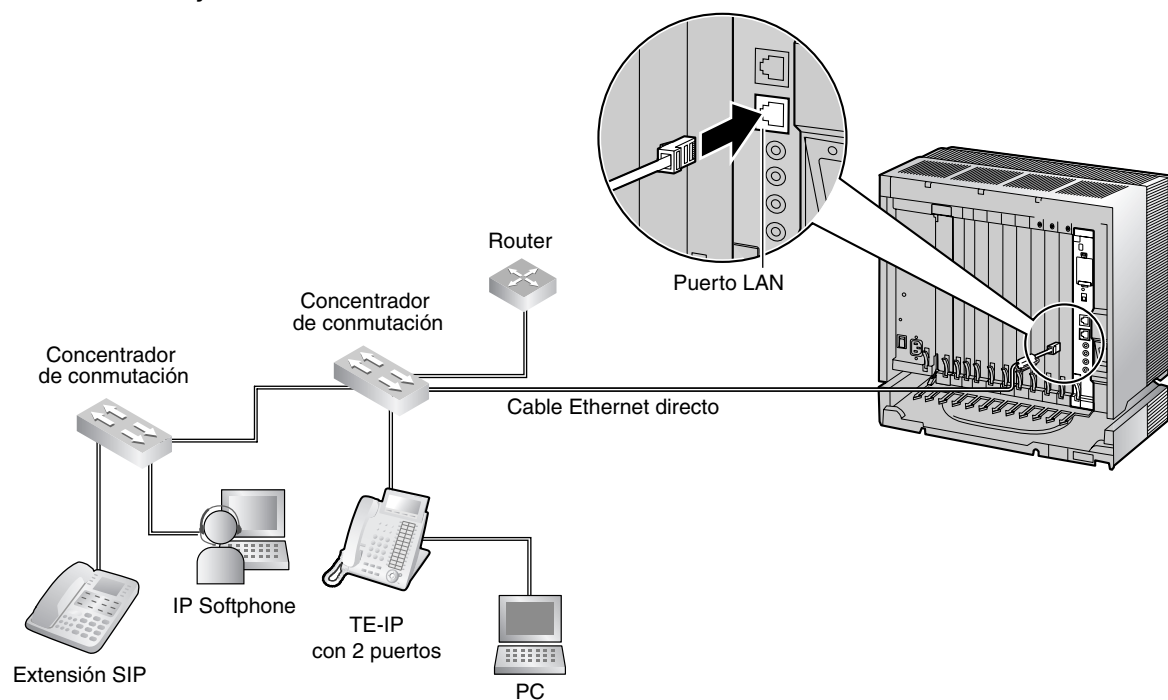 Router
Puerto LAN
Concentrador
de conmutación
Concentrador
de conmutación
Cable Ethernet directo
IP Softphone
TE-IP
con 2 puertos
Extensión SIP
PC